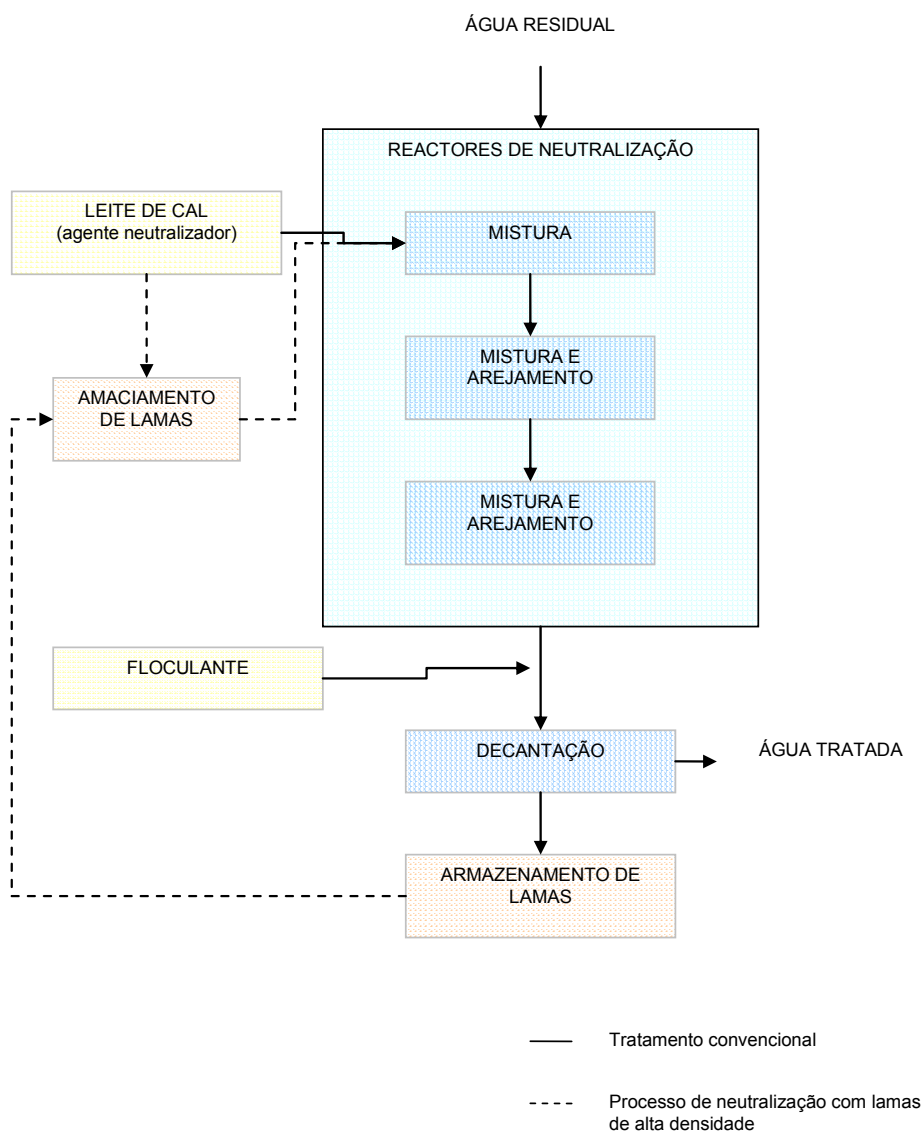 ÁGUA RESIDUAL
REACTORES DE NEUTRALIZAÇÃO
LEITE DE CAL
(agente neutralizador)
MISTURA
MISTURA E
AREJAMENTO
AMACIAMENTO
DE LAMAS
MISTURA E
AREJAMENTO
FLOCULANTE
DECANTAÇÃO
ÁGUA TRATADA
ARMAZENAMENTO DE
LAMAS
Tratamento convencional
Processo de neutralização com lamas
de alta densidade